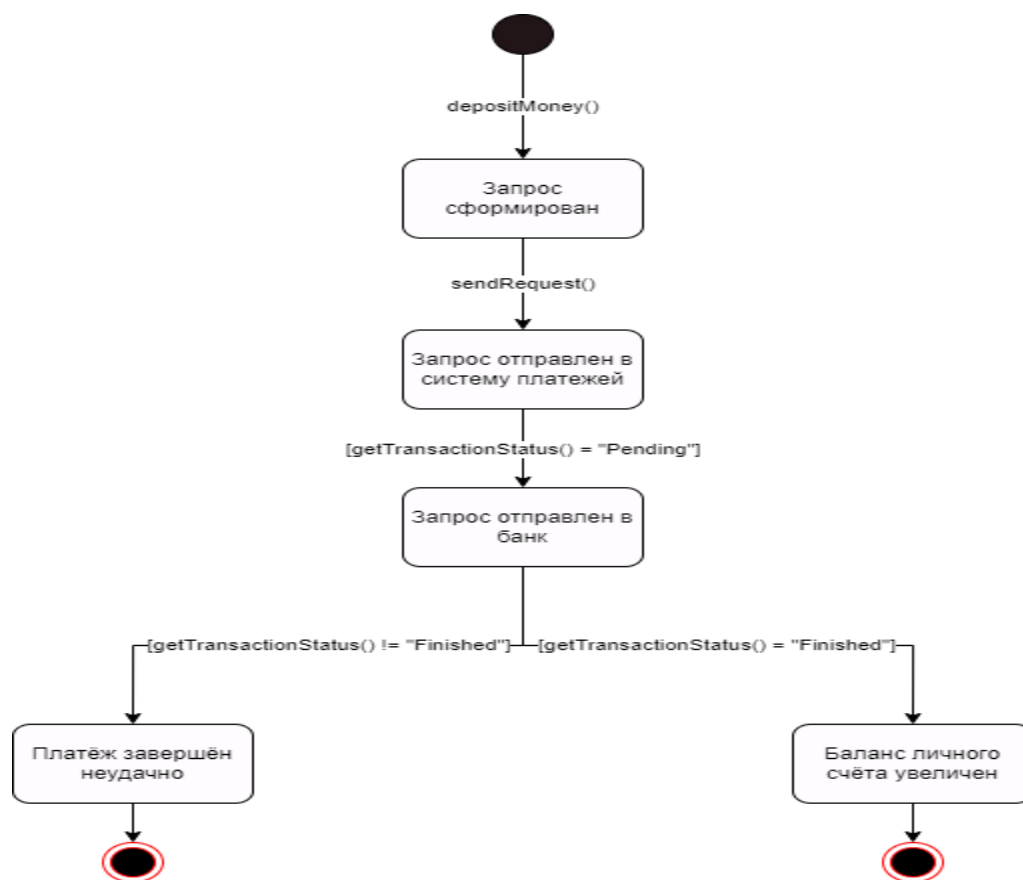 depositMoney()
Запрос
сформирован
sendRequest()
Запрос отправлен в
систему платежей
[getTransactionStatus() = "Pending"]
Запрос отправлен в
банк
[getTransactionStatus() != "Finished"]
[getTransactionStatus() = "Finished"]
Платёж завершён
неудачно
Баланс личного
счёта увеличен